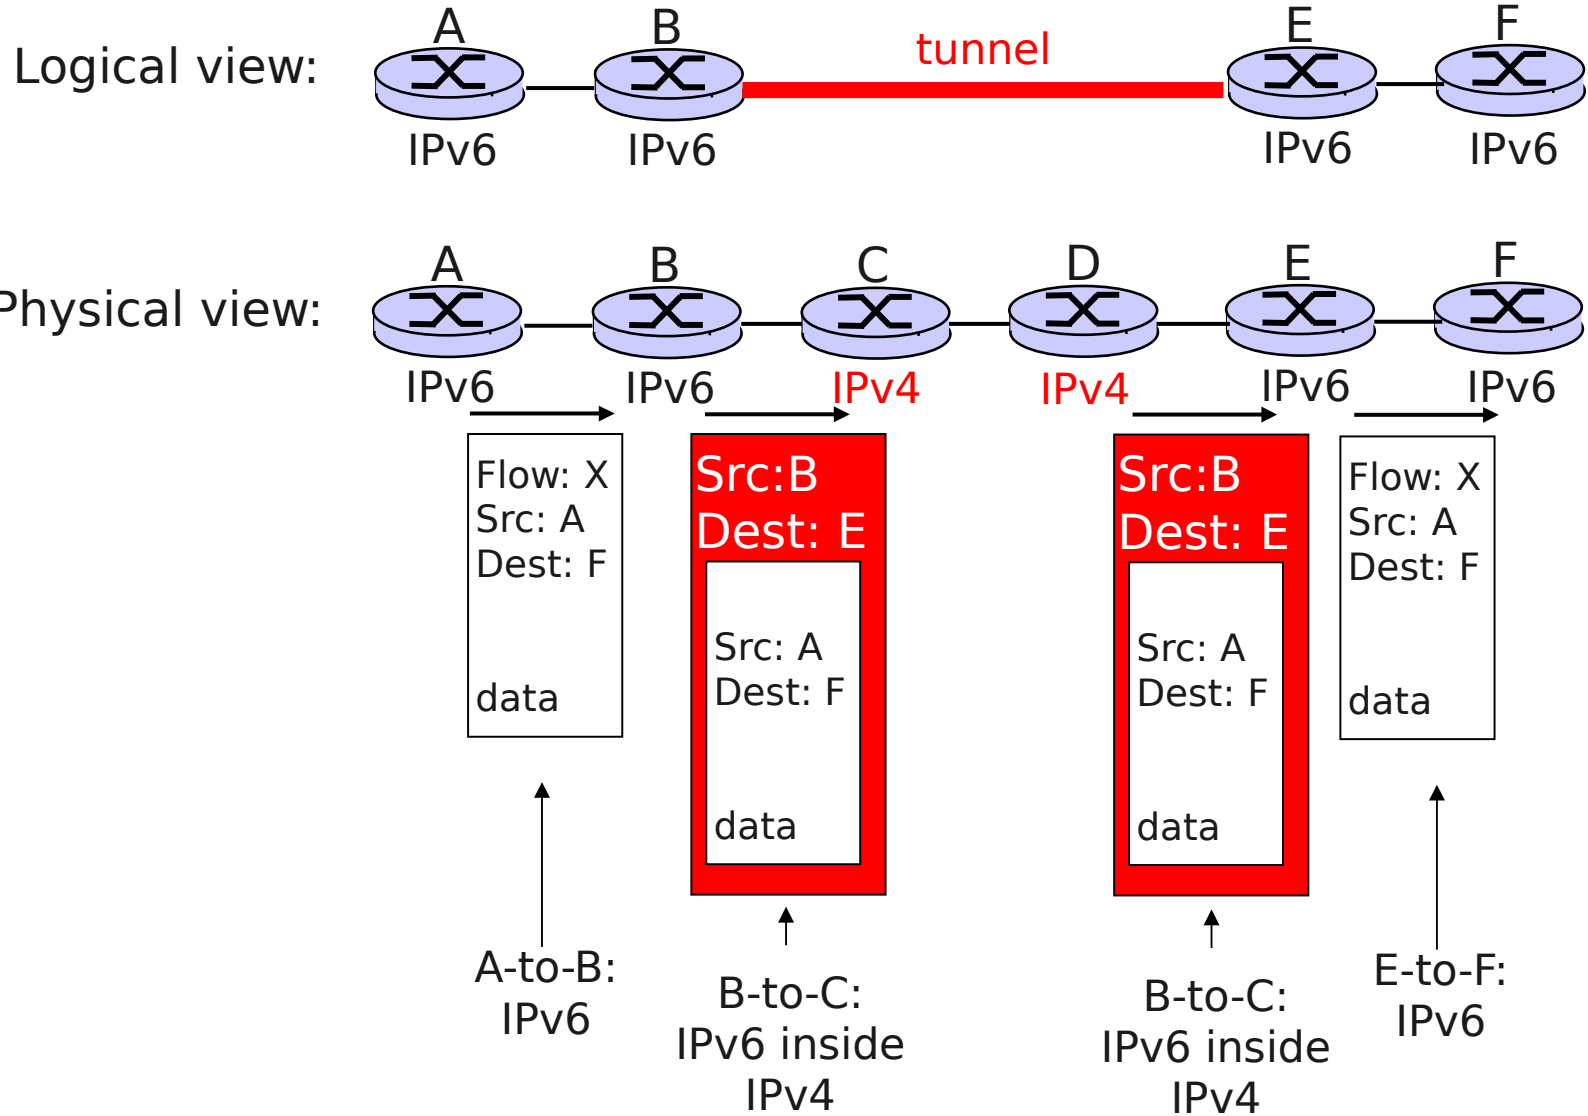 A
B
tunnel
E
F
Logical view:
IPv6
IPv6
IPv6
IPv6
A
B
C
D
E
F
Physical view:
IPv6
IPv6
IPv4
IPv4
IPv6
IPv6
Flow: X
Src: A
Dest: F
data
Src:B
Dest: E
Src: A
Dest: F
data
Src:B
Dest: E
Src: A
Dest: F
data
Flow: X
Src: A
Dest: F
data
A-to-B:
IPv6
B-to-C:
IPv6 inside
IPv4
B-to-C:
IPv6 inside
IPv4
E-to-F:
IPv6